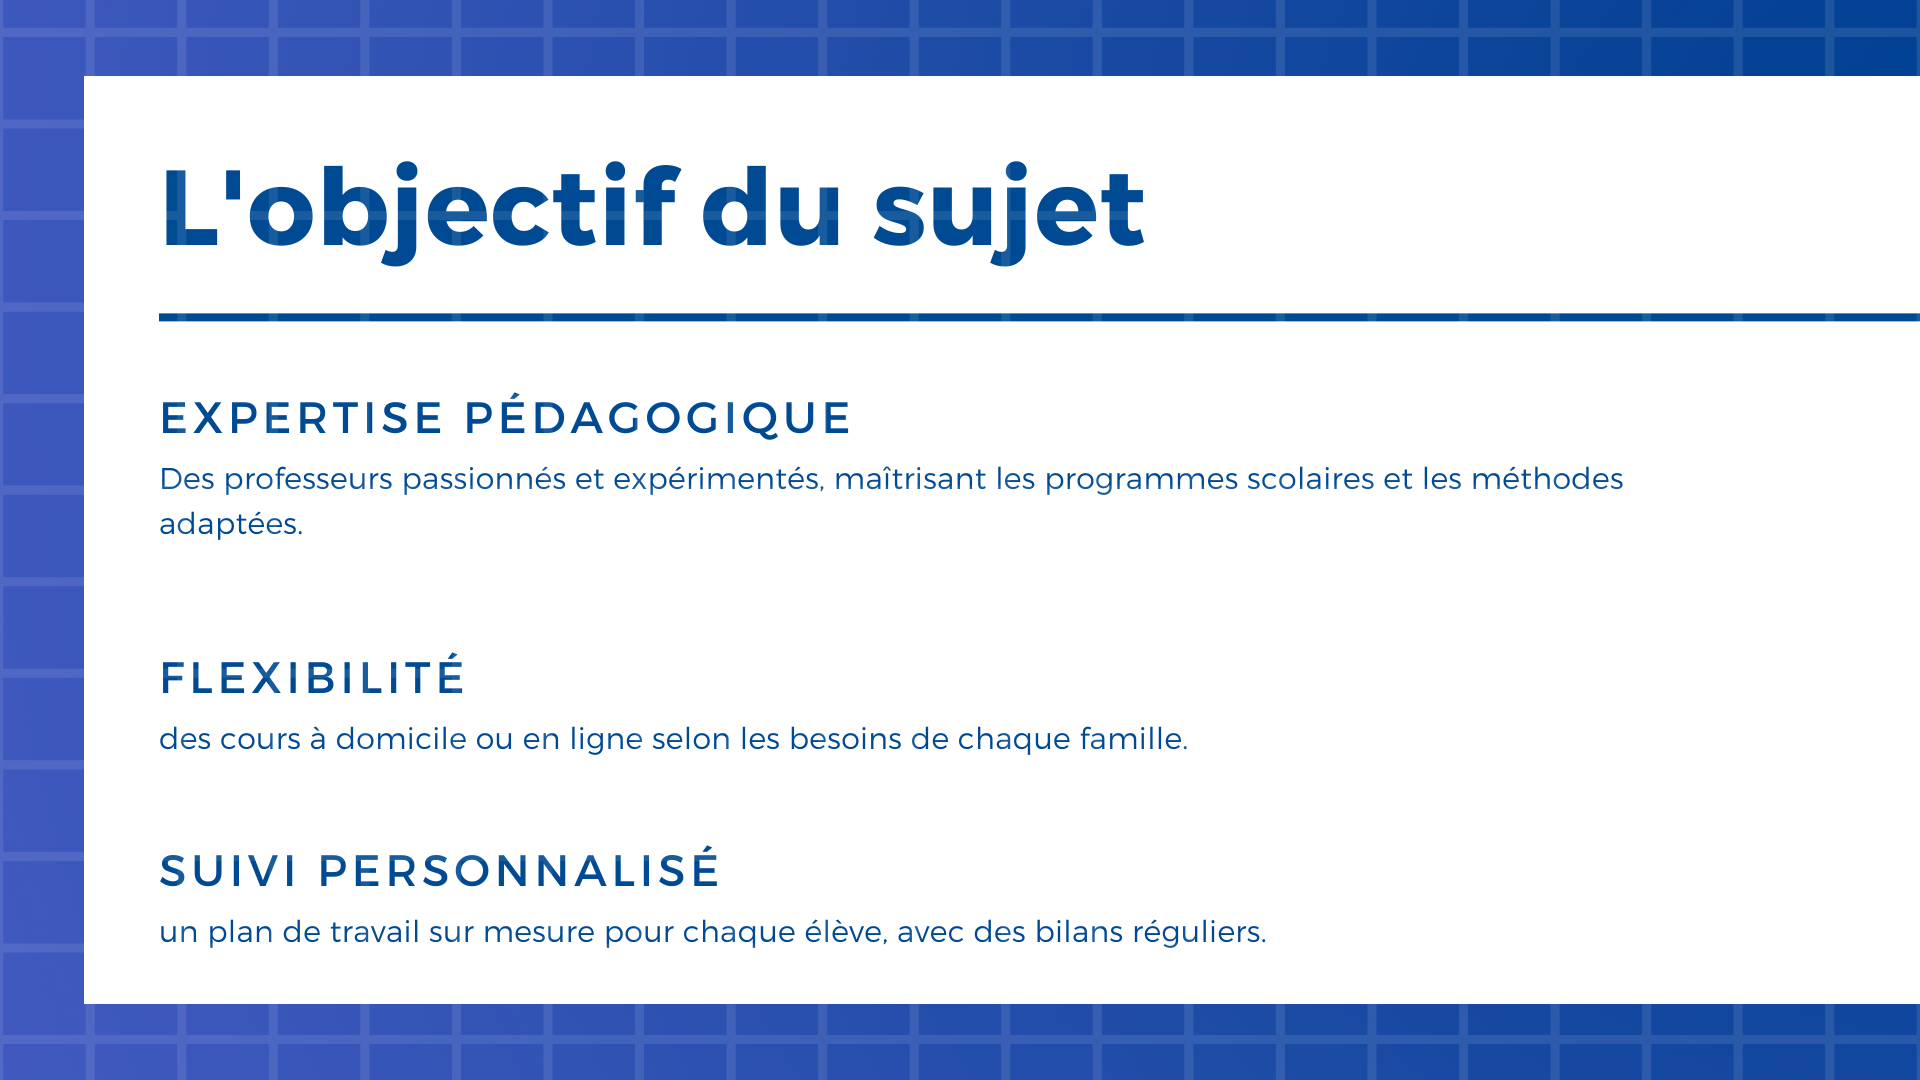 L'objectif du sujet
EXPERTISE PÉDAGOGIQUE
Des professeurs passionnés et expérimentés, maîtrisant les programmes scolaires et les méthodes
adaptées.
FLEXIBILITÉ
des cours à domicile ou en ligne selon les besoins de chaque famille.
SUIVI PERSONNALISÉ
un plan de travail sur mesure pour chaque élève, avec des bilans réguliers.